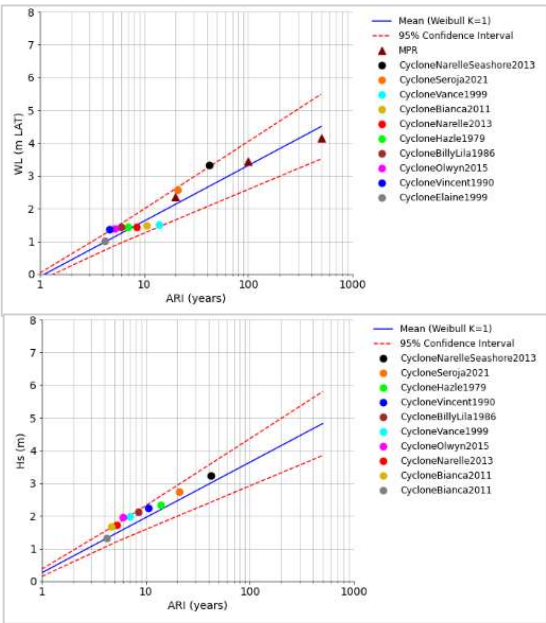 8
7
6
5
4
3
2
1
0
WL (m LAT)
1
10
100
1000
ARI (years)
Mean (Weibull K=1)
95% Confidence Interval
MPR
CycloneNarelleSeashore2013
CycloneSeroja2021
CycloneVance1999
CycloneBianca2011
CycloneNarelle2013
CycloneHazle1979
CycloneBillyLila1986
CycloneOlwyn2015
CycloneVincent1990
CycloneElaine1999
8
7
6
5
4
3
2
1
0
Hs (m)
1
10
100
1000
ARI (years)
Mean (Weibull K=1)
95% Confidence Interval
CycloneNarelleSeashore2013
CycloneSeroja2021
CycloneHazle1979
CycloneVincent1990
CycloneBillyLila1986
CycloneVance1999
CycloneOlwyn2015
CycloneNarelle2013
CycloneBianca2011
CycloneBianca2011